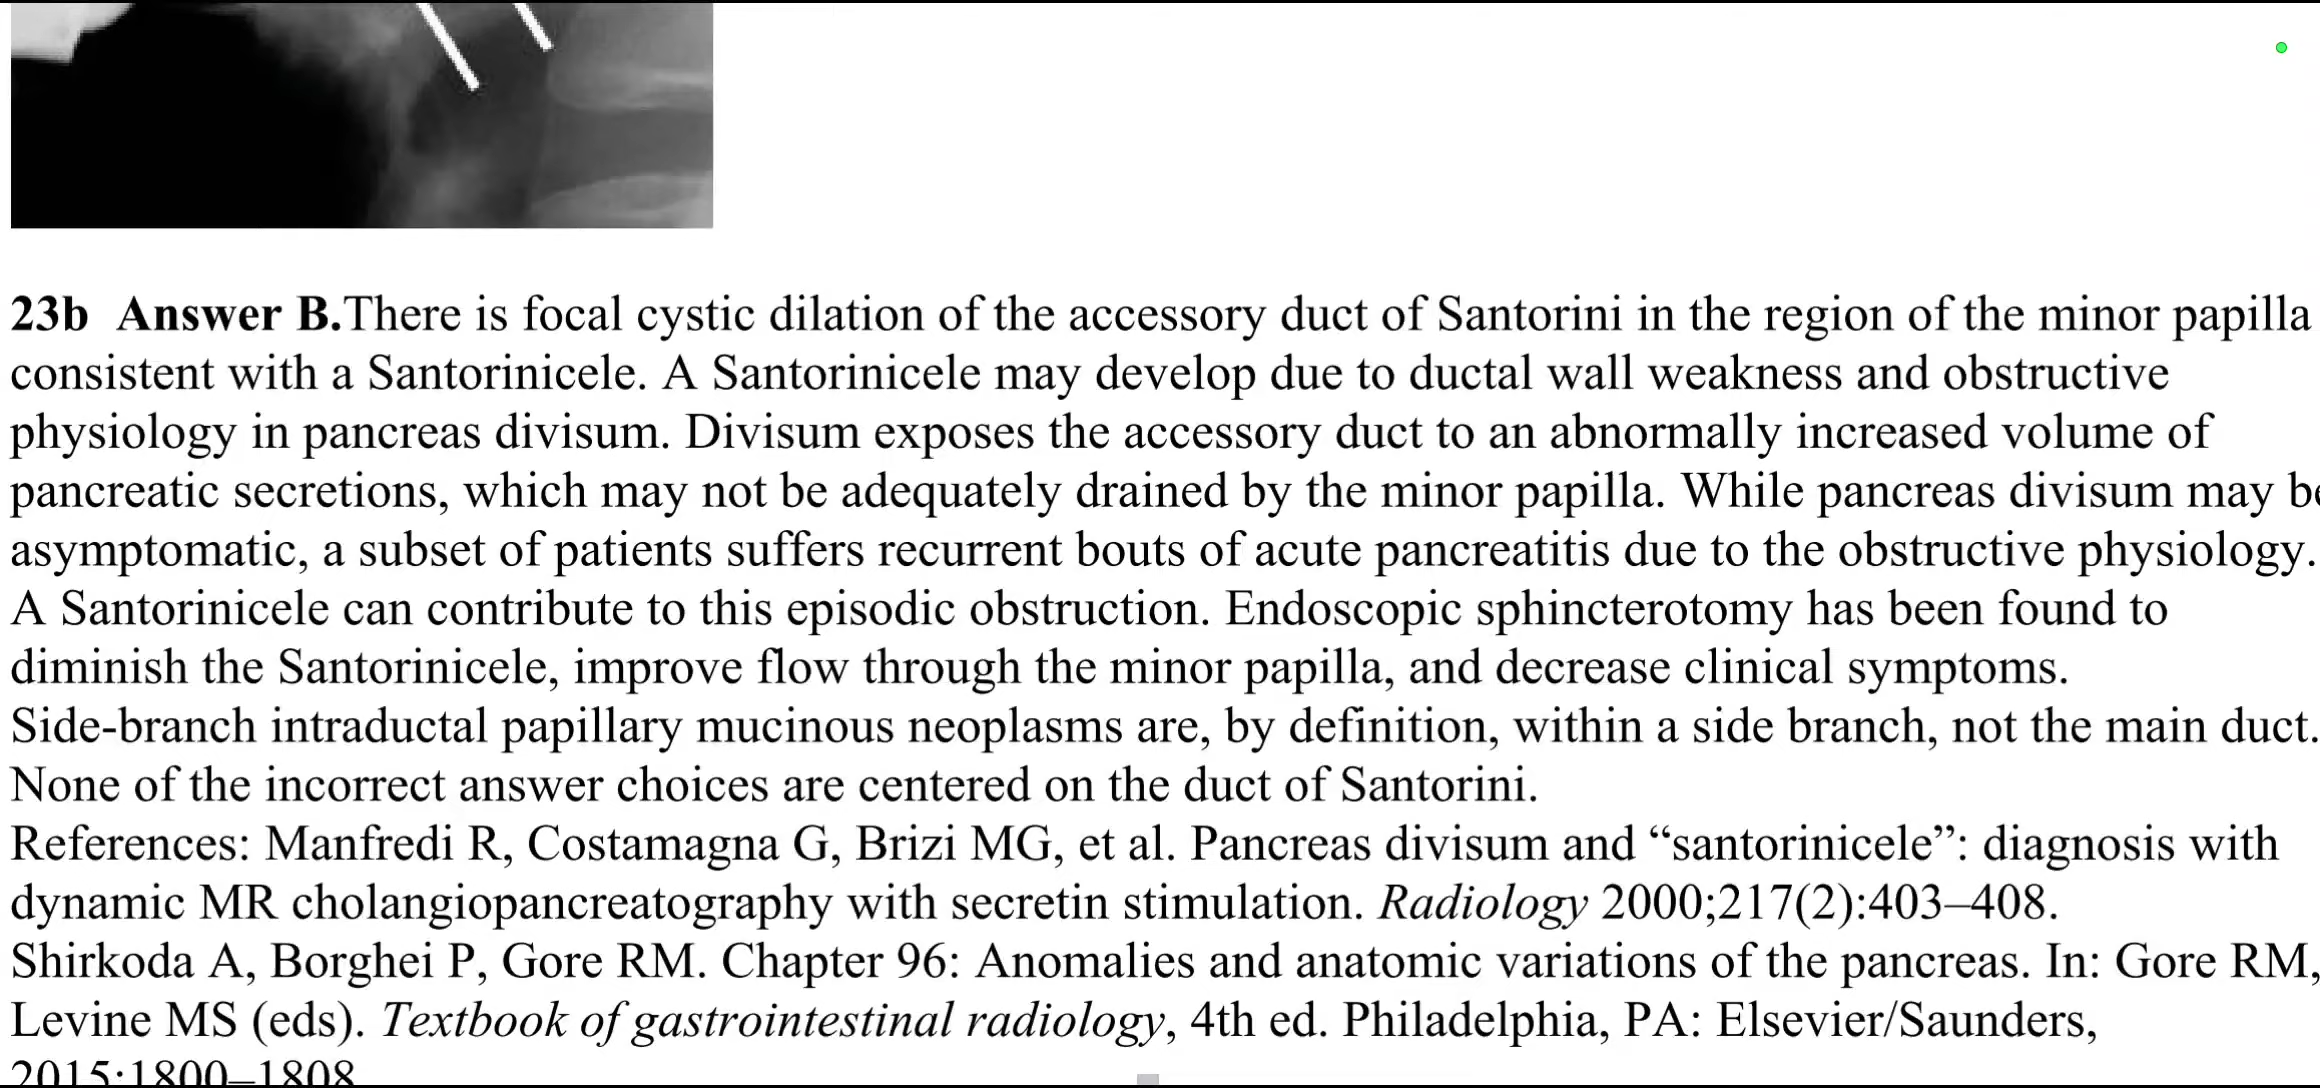 23b Answer B.There is focal cystic dilation of the accessory duct of Santorini in the region of the minor papilla
consistent with a Santorinicele. A Santorinicele may develop due to ductal wall weakness and obstructive
physiology in pancreas divisum. Divisum exposes the accessory duct to an abnormally increased volume of
pancreatic secretions, which may not be adequately drained by the minor papilla. While pancreas divisum may be
asymptomatic, a subset of patients suffers recurrent bouts of acute pancreatitis due to the obstructive physiology.
A Santorinicele can contribute to this episodic obstruction. Endoscopic sphincterotomy has been found to
diminish the Santorinicele, improve flow through the minor papilla, and decrease clinical symptoms.
Side-branch intraductal papillary mucinous neoplasms are, by definition, within a side branch, not the main duct.
None of the incorrect answer choices are centered on the duct of Santorini.
References: Manfredi R, Costamagna G, Brizi MG, et al. Pancreas divisum and “santorinicele”: diagnosis with
dynamic MR cholangiopancreatography with secretin stimulation. Radiology 2000;217(2):403–408.
Shirkoda A, Borghei P, Gore RM. Chapter 96: Anomalies and anatomic variations of the pancreas. In: Gore RM,
Levine MS (eds). Textbook of gastrointestinal radiology, 4th ed. Philadelphia, PA: Elsevier/Saunders,
2015:1800–1808